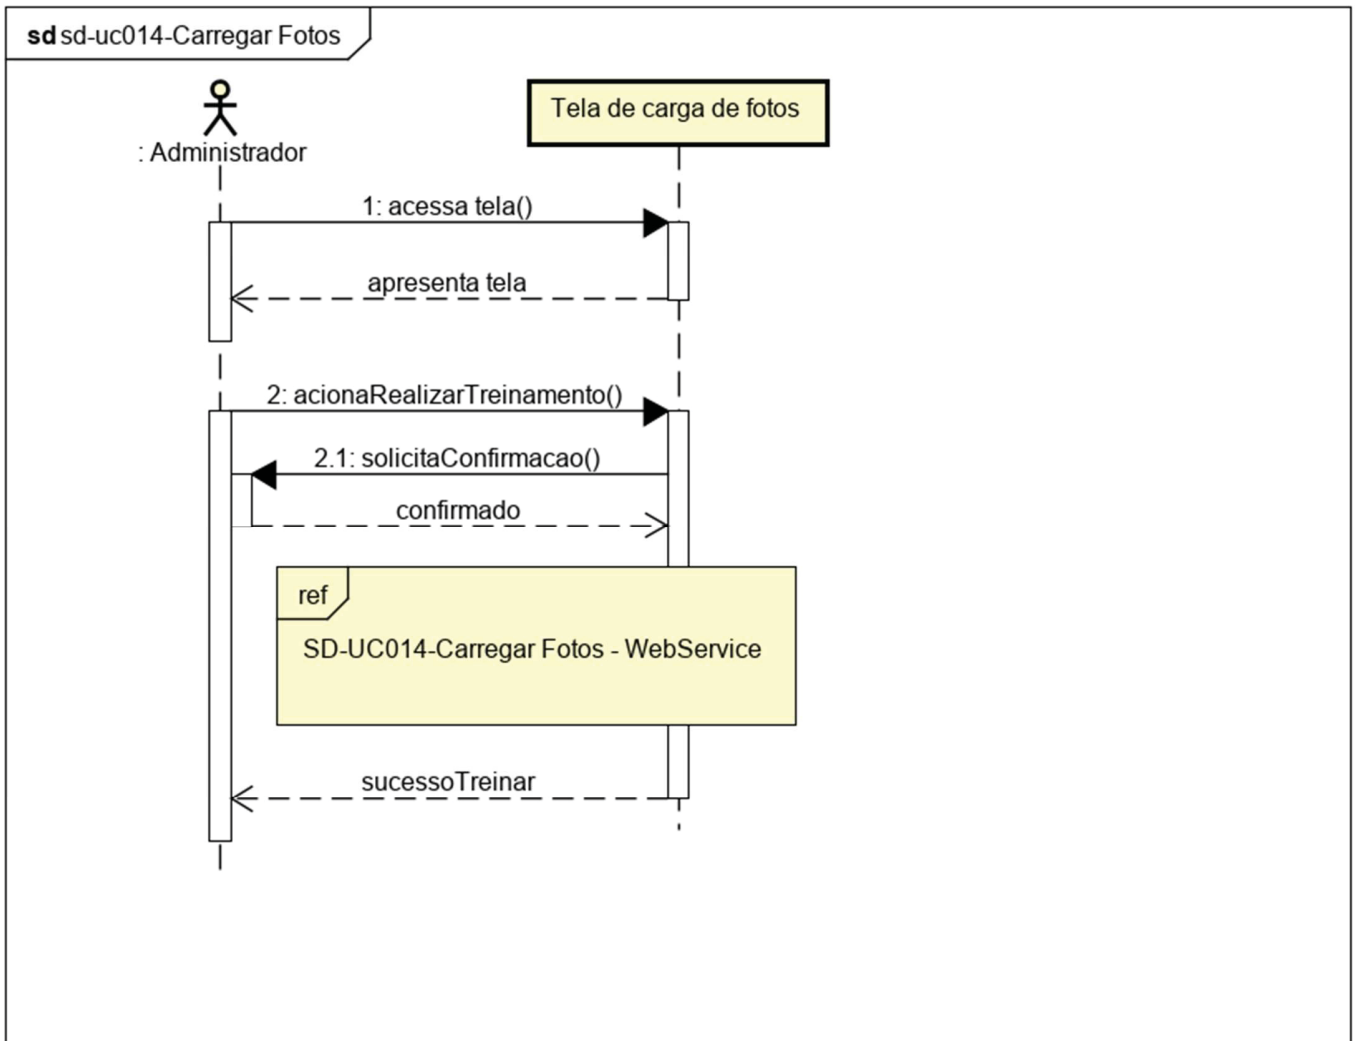 sd sd-uc014-Carregar Fotos
Tela de carga de fotos
: Administrador
1: acessa tela()
apresenta tela
2: acionaRealizarTreinamento()
2.1: solicitaConfirmacao()
confirmado
ref
SD-UC014-Carregar Fotos - WebService
sucessoTreinar